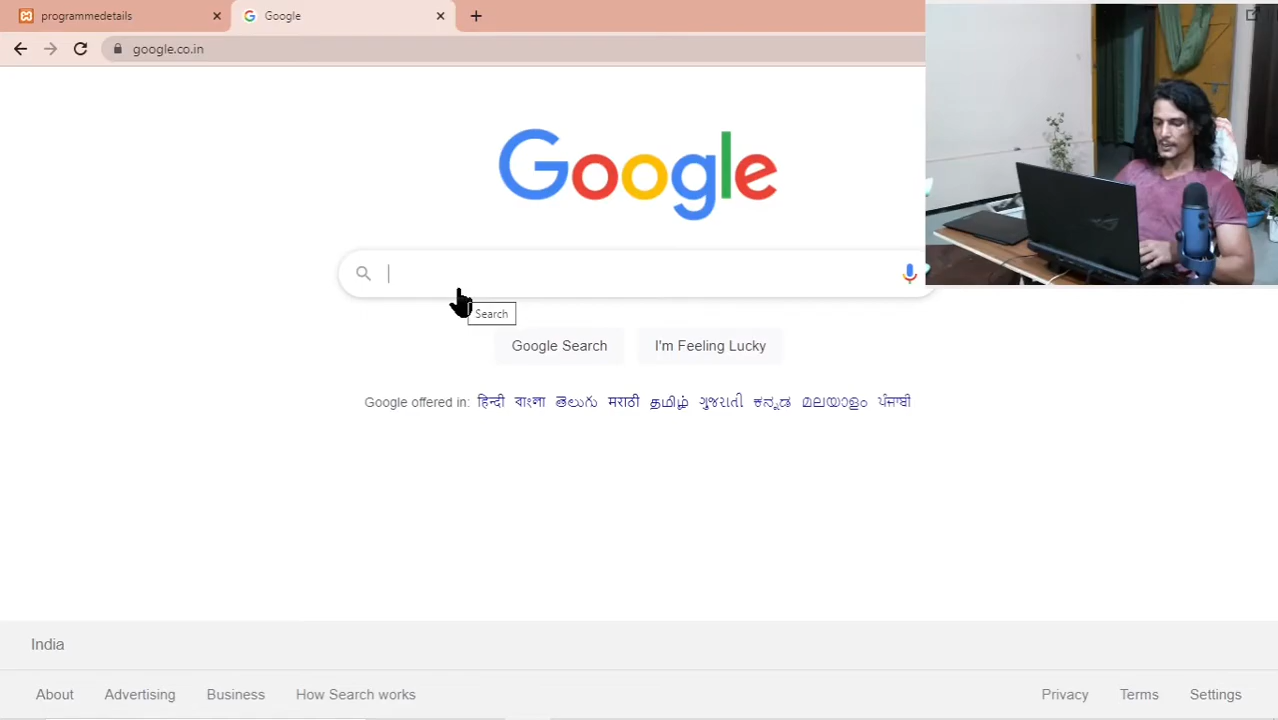 programmedetails
Google
google.co.in
Google
Search
Google Search
I'm Feeling Lucky
Google offered in: हिन्दी বাংলা తెలుగు मराठी தமிழ் ગુજરાતી ಕನ್ನಡ മലയാളം ਪੰਜਾਬੀ
India
About Advertising Business How Search works
Privacy Terms Settings